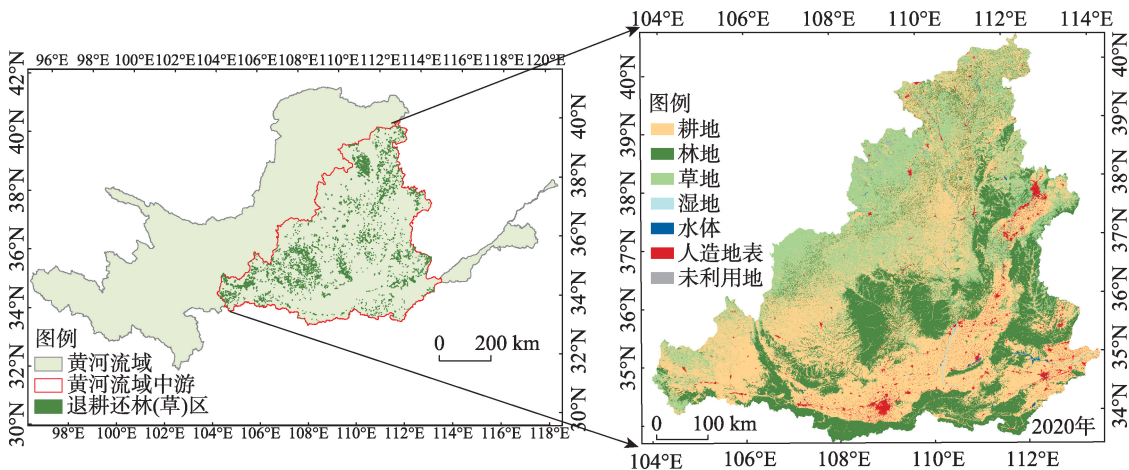 96°E 98°E 100°E 102°E 104°E 106°E 108°E 110°E 112°E 114°E 116°E 118°E 120°E
42°N
40°N
38°N
36°N
34°N
32°N
30°N
42°N
40°N
38°N
36°N
34°N
32°N
30°N
图例
黄河流域
黄河流域中游
退耕还林(草)区
0 200 km
98°E 100°E 102°E 104°E 106°E 108°E 110°E 112°E 114°E 116°E 118°E
104°E 106°E 108°E 110°E 112°E 114°E
40°N
39°N
38°N
37°N
36°N
35°N
40°N
39°N
38°N
37°N
36°N
35°N
34°N
图例
耕地
林地
草地
湿地
水体
人造地表
未利用地
0 100 km
2020年
104°E 106°E 108°E 110°E 112°E